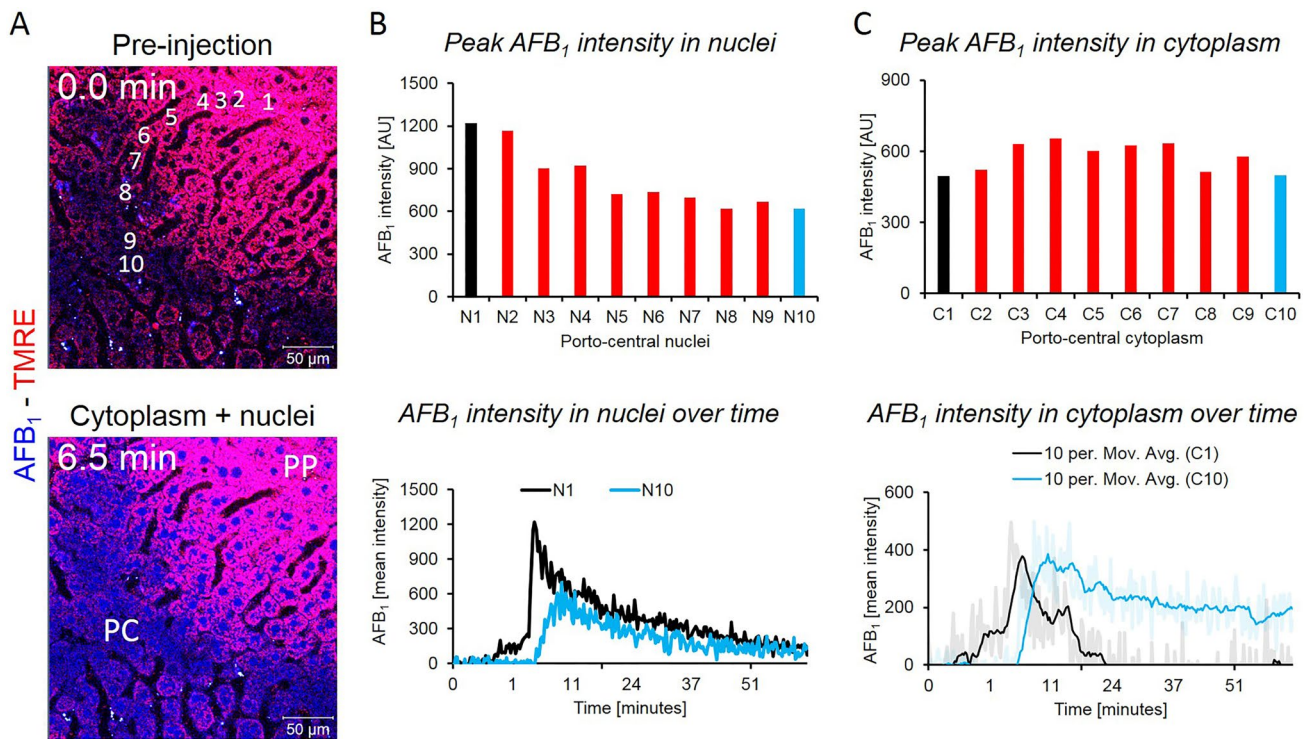 A
Pre-injection
0.0 min
1
2
3
4
5
6
7
8
9
10
50 µm
AFB1 - TMRE
Cytoplasm + nuclei
6.5 min
PP
PC
50 µm
B
Peak AFB1 intensity in nuclei
AFB1 intensity [AU]
1500
1200
900
600
300
0
N1 N2 N3 N4 N5 N6 N7 N8 N9 N10
Porto-central nuclei
AFB1 intensity in nuclei over time
N1 N10
AFB1 [mean intensity]
1500
1200
900
600
300
0
0 1 11 24 37 51
Time [minutes]
C
Peak AFB1 intensity in cytoplasm
AFB1 intensity [AU]
900
600
300
0
C1 C2 C3 C4 C5 C6 C7 C8 C9 C10
Porto-central cytoplasm
AFB1 intensity in cytoplasm over time
10 per. Mov. Avg. (C1)
10 per. Mov. Avg. (C10)
AFB1 [mean intensity]
600
400
200
0
0 1 11 24 37 51
Time [minutes]